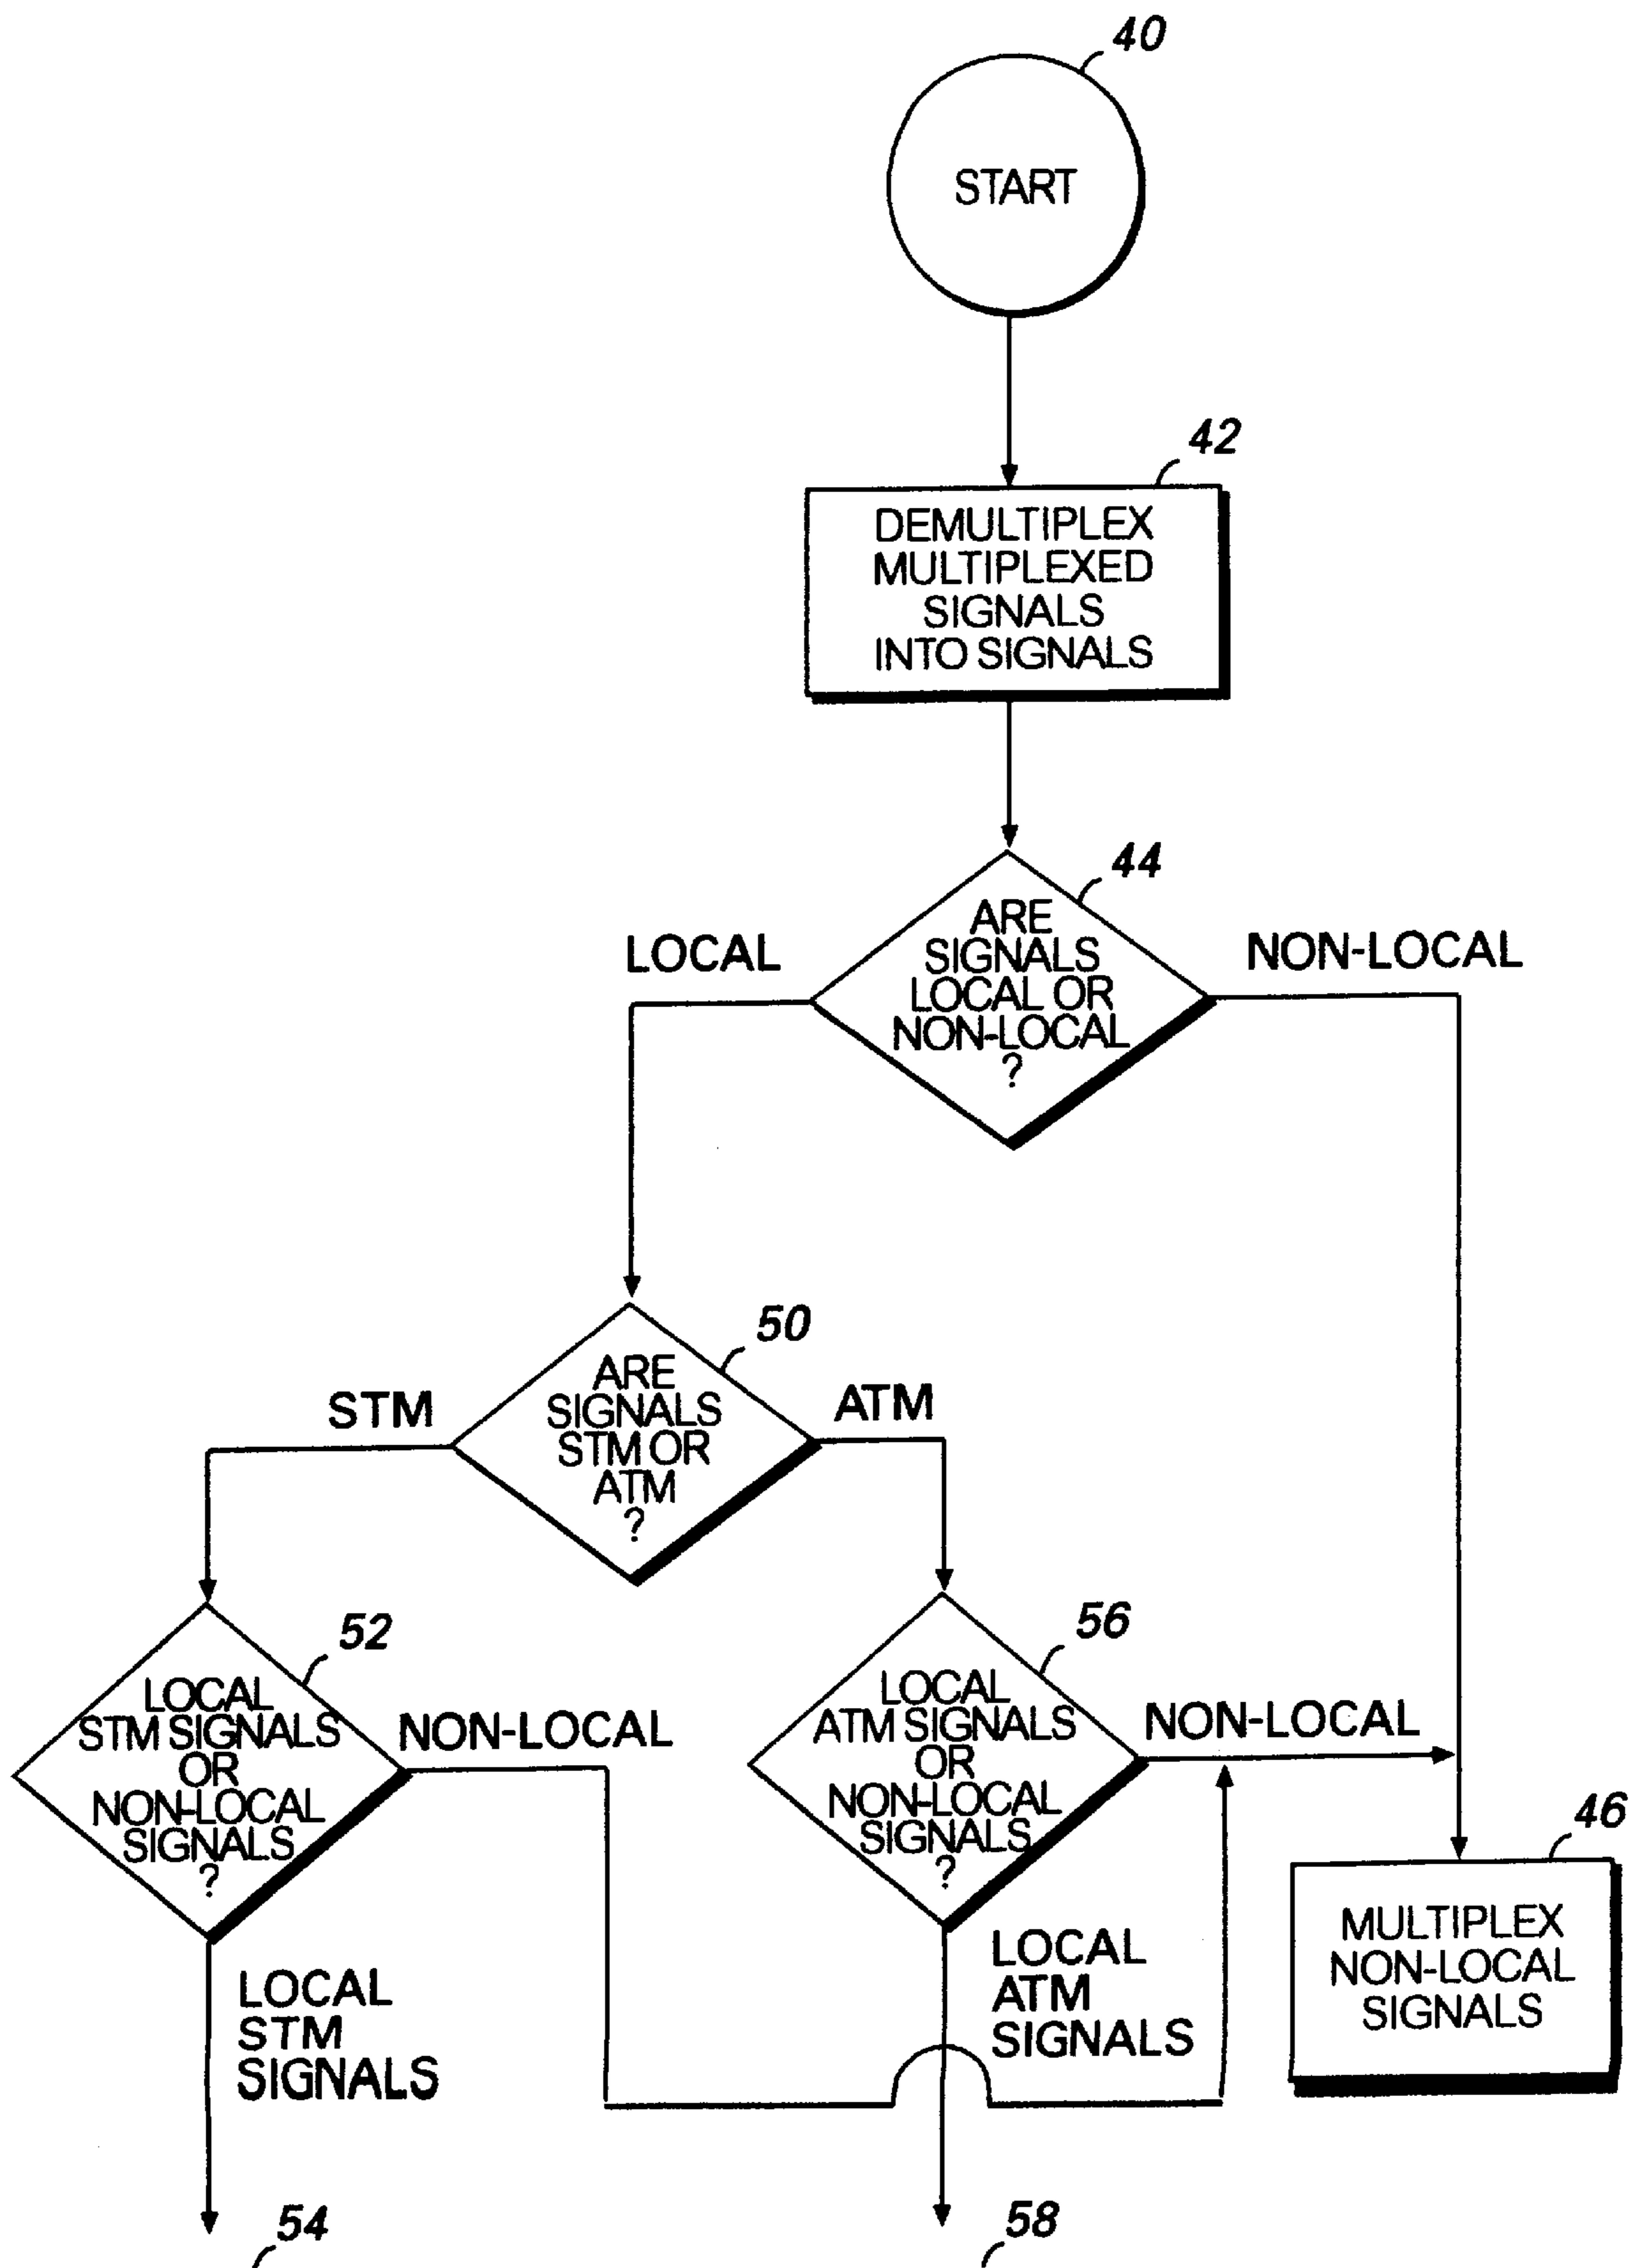 40
START
42
DEMULTIPLEX
MULTIPLEXED
SIGNALS
INTO SIGNALS
44
ARE
SIGNALS
LOCAL OR
NON-LOCAL
?
LOCAL
NON-LOCAL
50
ARE
SIGNALS
STM OR
ATM
?
STM
ATM
52
LOCAL
STM SIGNALS
OR
NON-LOCAL
SIGNALS
?
NON-LOCAL
56
LOCAL
ATM SIGNALS
OR
NON-LOCAL
SIGNALS
?
NON-LOCAL
46
MULTIPLEX
NON-LOCAL
SIGNALS
LOCAL
STM
SIGNALS
LOCAL
ATM
SIGNALS
54
58